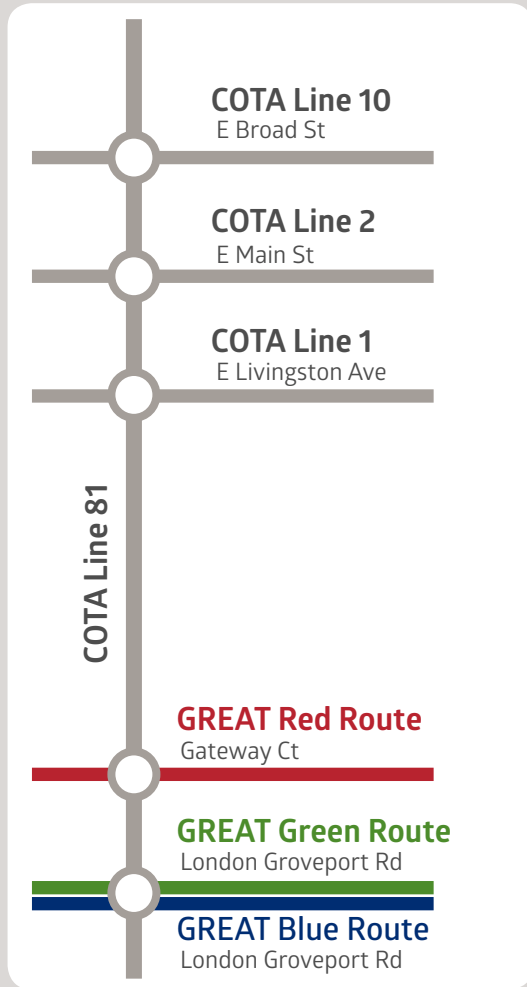 COTA Line 10
E Broad St
COTA Line 2
E Main St
COTA Line 1
E Livingston Ave
COTA Line 81
GREAT Red Route
Gateway Ct
GREAT Green Route
London Groveport Rd
GREAT Blue Route
London Groveport Rd